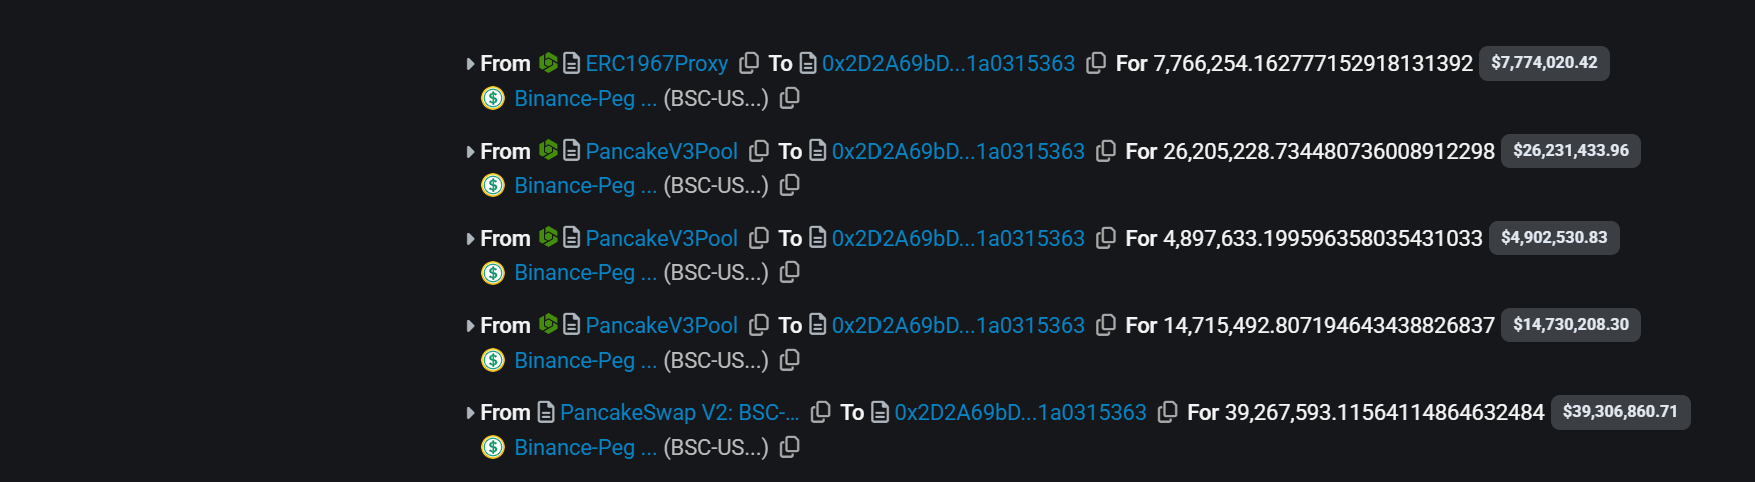 From ERC1967Proxy To 0x2D2A69bD...1a0315363 For 7,766,254.162777152918131392 $7,774,020.42
Binance-Peg ... (BSC-US...)
From PancakeV3Pool To 0x2D2A69bD...1a0315363 For 26,205,228.734480736008912298 $26,231,433.96
Binance-Peg ... (BSC-US...)
From PancakeV3Pool To 0x2D2A69bD...1a0315363 For 4,897,633.199596358035431033 $4,902,530.83
Binance-Peg ... (BSC-US...)
From PancakeV3Pool To 0x2D2A69bD...1a0315363 For 14,715,492.807194643438826837 $14,730,208.30
Binance-Peg ... (BSC-US...)
From PancakeSwap V2: BSC-... To 0x2D2A69bD...1a0315363 For 39,267,593.11564114864632484 $39,306,860.71
Binance-Peg ... (BSC-US...)